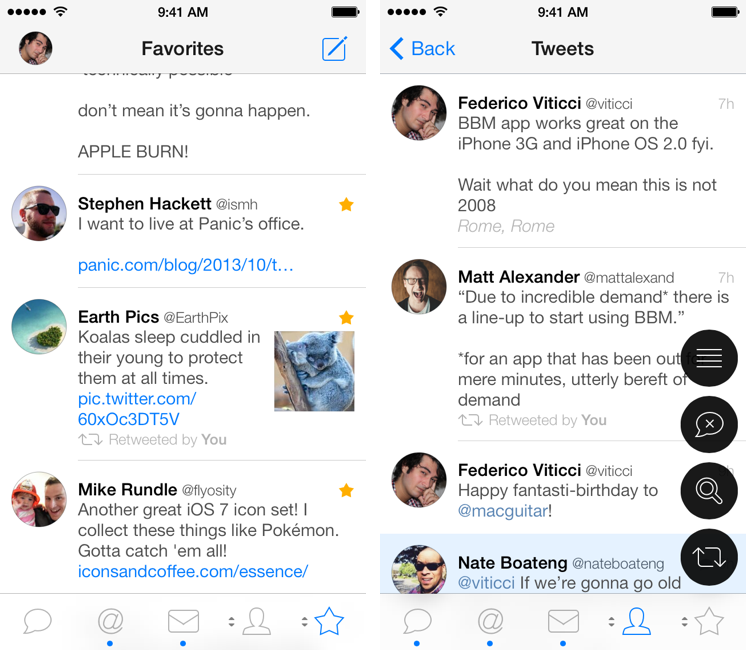 9:41 AM
Favorites
technically possible
don't mean it's gonna happen.
APPLE BURN!
Stephen Hackett @ismh
I want to live at Panic's office.
panic.com/blog/2013/10/t…
Earth Pics @EarthPix
Koalas sleep cuddled in
their young to protect
them at all times.
pic.twitter.com/
60xOc3DT5V
Retweeted by You
Mike Rundle @flyosity
Another great iOS 7 icon set! I
collect these things like Pokémon.
Gotta catch 'em all!
iconsandcoffee.com/essence/
@
9:41 AM
Back
Tweets
Federico Viticci @viticci
7h
BBM app works great on the
iPhone 3G and iPhone OS 2.0 fyi.
Wait what do you mean this is not
2008
Rome, Rome
Matt Alexander @mattalexand
7h
“Due to incredible demand* there is
a line-up to start using BBM.”
*for an app that has been out for
mere minutes, utterly bereft of
demand
Retweeted by You
Federico Viticci @viticci
Happy fantasti-birthday to
@macguitar!
Nate Boateng @nateboateng
@viticci If we're gonna go old
@